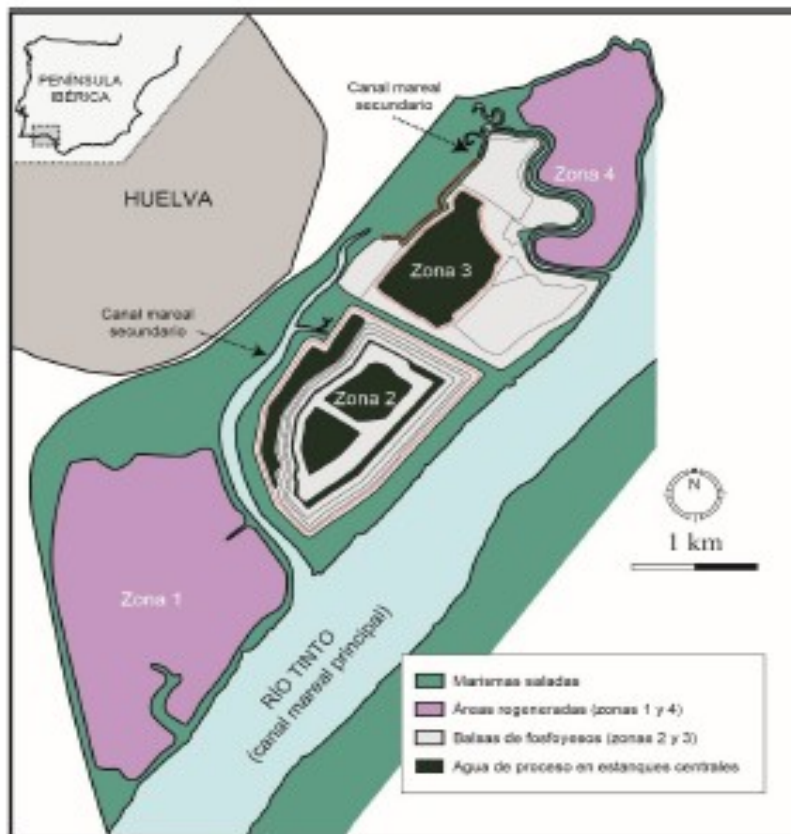 PENÍNSULA
IBÉRICA
HUELVA
Canal mareal
secundario
Zona 4
Zona 3
Canal mareal
secundario
Zona 2
Zona 1
N
1 km
RÍO TINTO
(canal mareal principal)
Marismas saladas
Áreas regeneradas (zonas 1 y 4)
Balsas de fosfoyesos (zonas 2 y 3)
Agua de proceso en estanques centrales